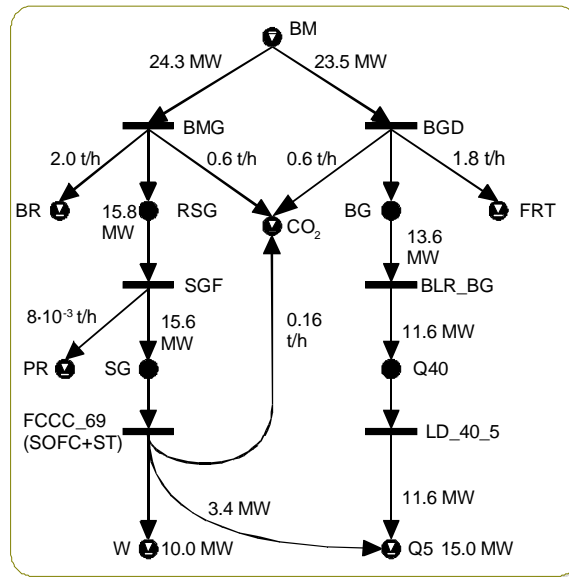 BM
24.3 MW
23.5 MW
BMG
BGD
2.0 t/h
0.6 t/h
0.6 t/h
1.8 t/h
BR
15.8
MW
RSG
CO₂
BG
FRT
13.6
MW
SGF
BLR_BG
8·10⁻³ t/h
15.6
MW
0.16
t/h
11.6 MW
PR
SG
Q40
FCCC_69
(SOFC+ST)
LD_40_5
3.4 MW
11.6 MW
W
10.0 MW
Q5 15.0 MW